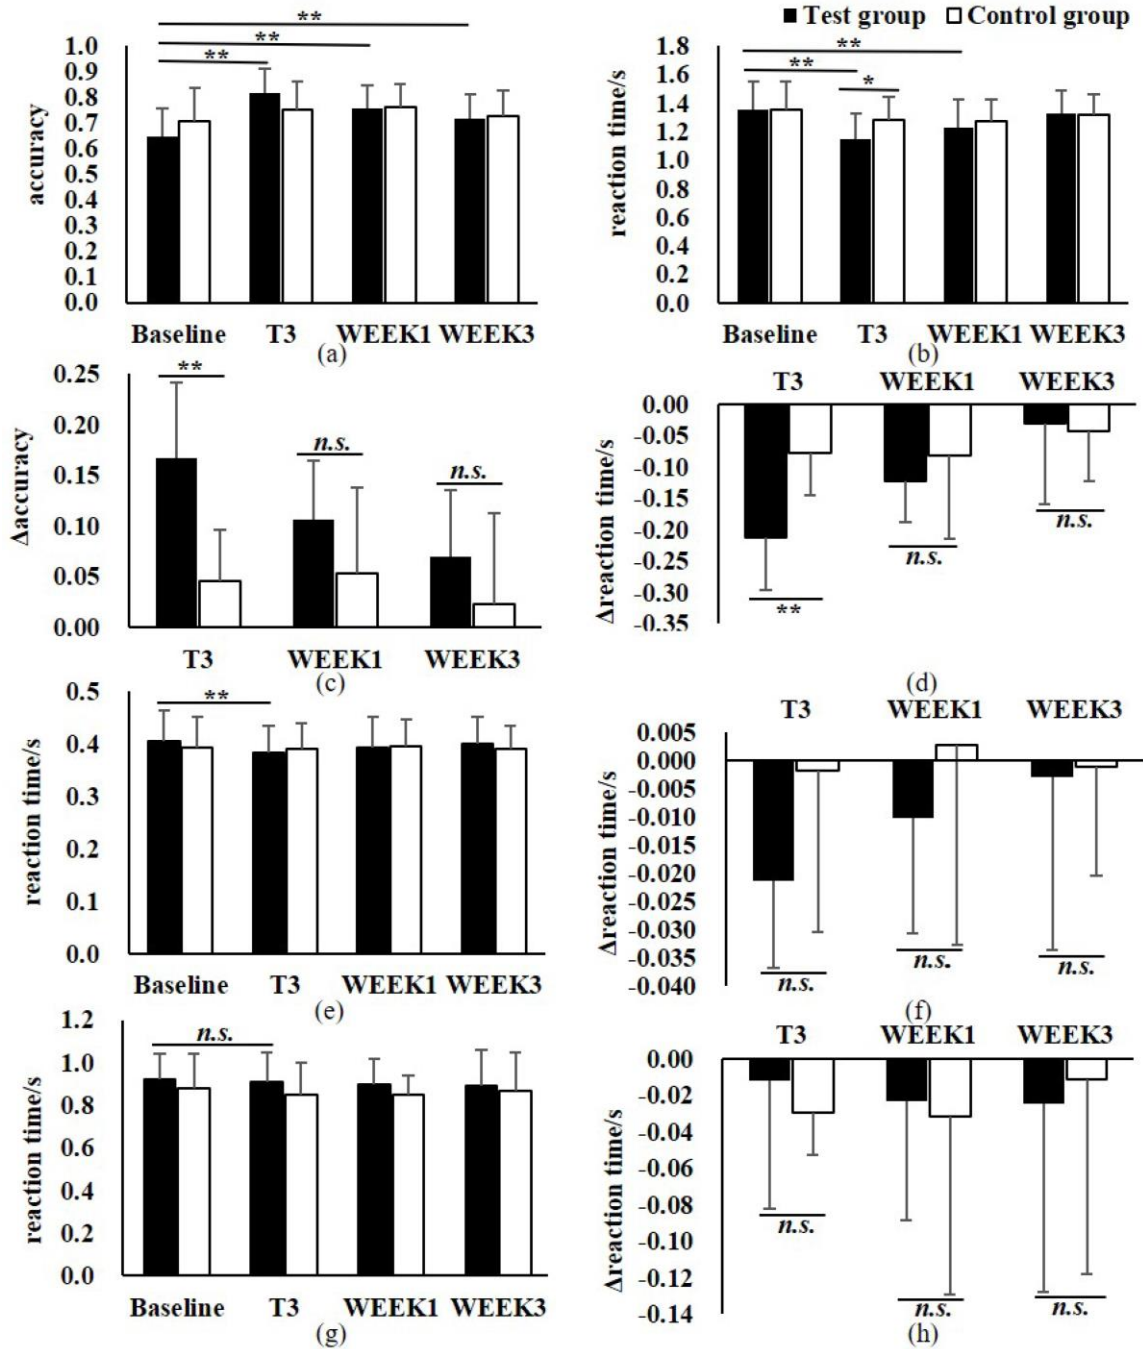 ■ Test group □ Control group
**
**
**
1.0
0.9
0.8
0.7
0.6
0.5
0.4
0.3
0.2
0.1
0.0
accuracy
Baseline T3 WEEK1 WEEK3
(a)
**
**
*
1.8
1.6
1.4
1.2
1.0
0.8
0.6
0.4
0.2
0.0
reaction time/s
Baseline T3 WEEK1 WEEK3
(b)
** n.s. n.s.
0.25
0.20
0.15
0.10
0.05
0.00
Δaccuracy
T3 WEEK1 WEEK3
(c)
T3 WEEK1 WEEK3
0.00
-0.05
-0.10
-0.15
-0.20
-0.25
-0.30
-0.35
Δreaction time/s
** n.s. n.s.
(d)
**
0.5
0.4
0.3
0.2
0.1
0.0
reaction time/s
Baseline T3 WEEK1 WEEK3
(e)
T3 WEEK1 WEEK3
0.005
0.000
-0.005
-0.010
-0.015
-0.020
-0.025
-0.030
-0.035
-0.040
Δreaction time/s
n.s. n.s. n.s.
(f)
n.s.
1.2
1.0
0.8
0.6
0.4
0.2
0.0
reaction time/s
Baseline T3 WEEK1 WEEK3
(g)
T3 WEEK1 WEEK3
0.00
-0.02
-0.04
-0.06
-0.08
-0.10
-0.12
-0.14
Δreaction time/s
n.s. n.s. n.s.
(h)